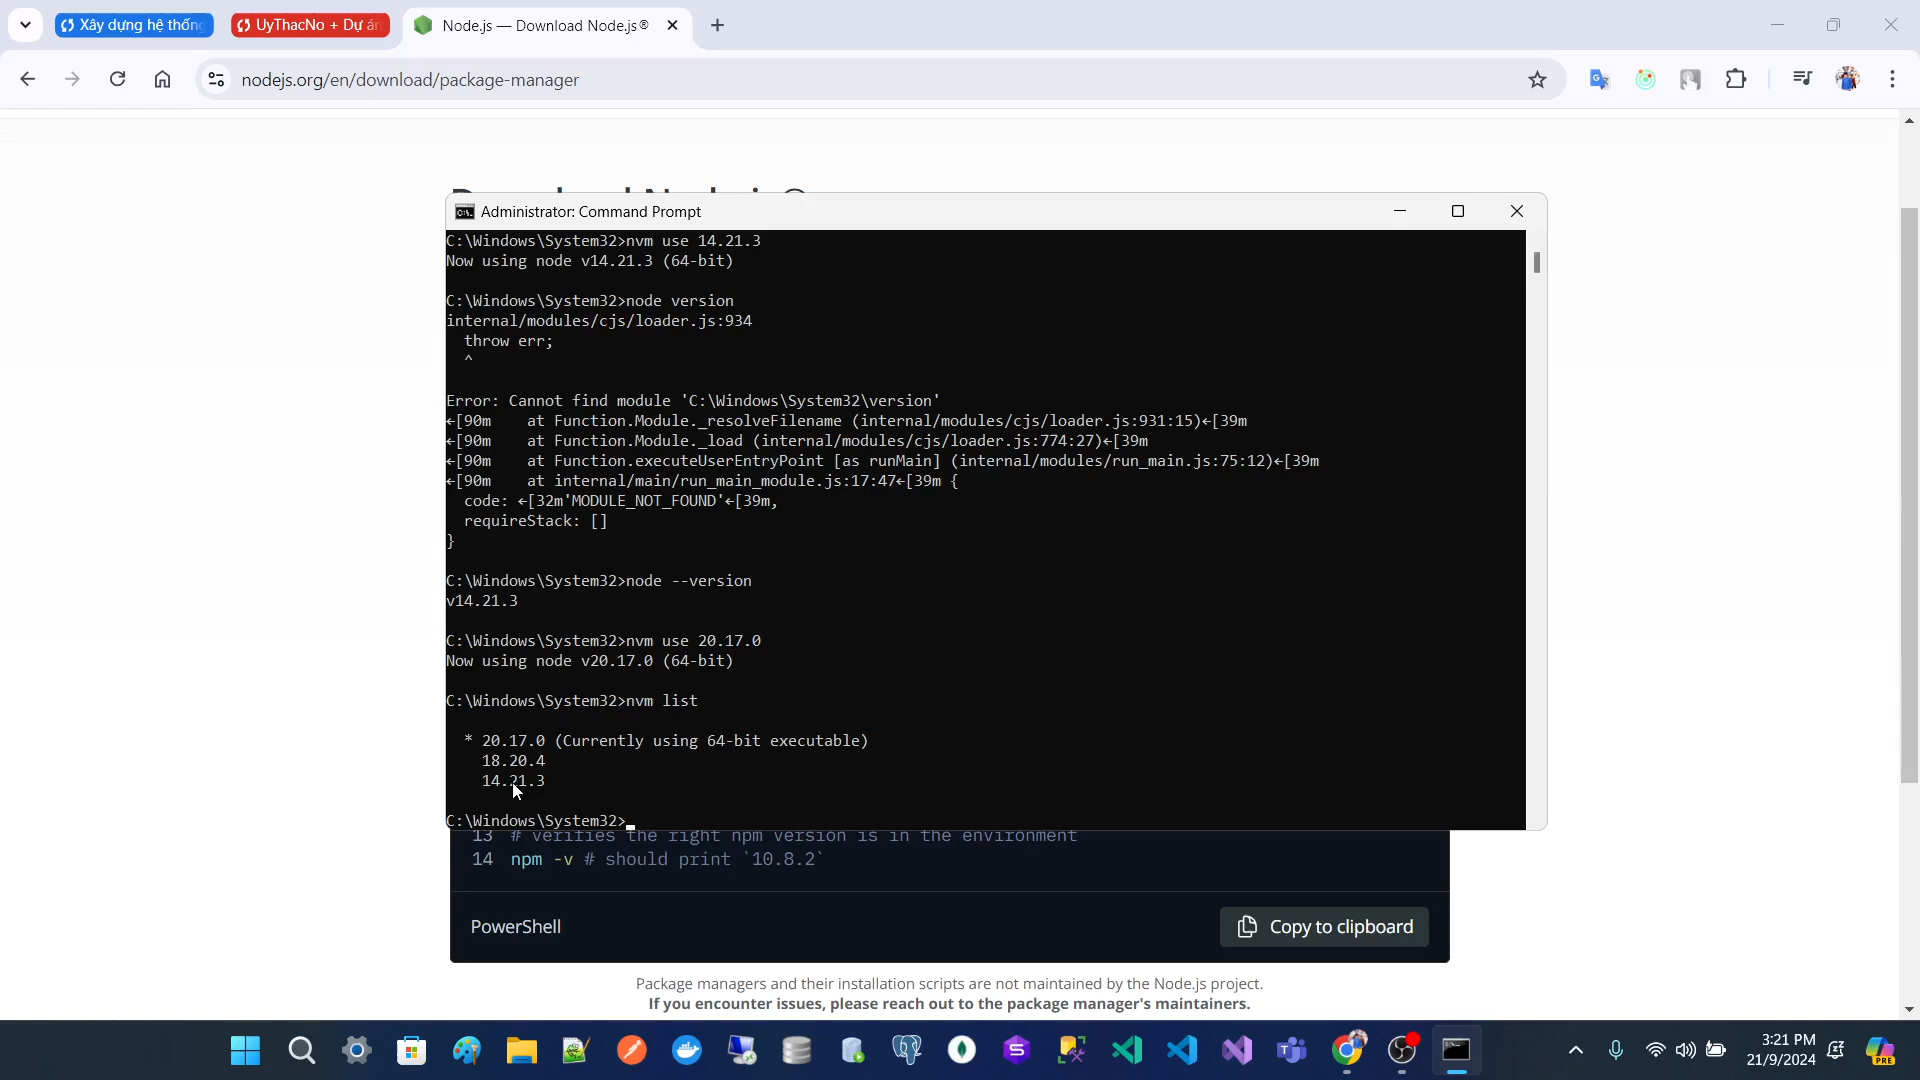 Xây dựng hệ thống
UyThacNo + Dự án
Node.js — Download Node.js®
nodejs.org/en/download/package-manager
Administrator: Command Prompt
C:\Windows\System32>nvm use 14.21.3
Now using node v14.21.3 (64-bit)
C:\Windows\System32>node version
internal/modules/cjs/loader.js:934
throw err;
^
Error: Cannot find module 'C:\Windows\System32\version'
←[90m    at Function.Module._resolveFilename (internal/modules/cjs/loader.js:931:15)←[39m
←[90m    at Function.Module._load (internal/modules/cjs/loader.js:774:27)←[39m
←[90m    at Function.executeUserEntryPoint [as runMain] (internal/modules/run_main.js:75:12)←[39m
←[90m    at internal/main/run_main_module.js:17:47←[39m {
code: ←[32m'MODULE_NOT_FOUND'←[39m,
requireStack: []
}
C:\Windows\System32>node --version
v14.21.3
C:\Windows\System32>nvm use 20.17.0
Now using node v20.17.0 (64-bit)
C:\Windows\System32>nvm list
* 20.17.0 (Currently using 64-bit executable)
18.20.4
14.21.3
C:\Windows\System32>
13 # verifies the right npm version is in the environment
14 npm -v # should print `10.8.2`
PowerShell
Copy to clipboard
Package managers and their installation scripts are not maintained by the Node.js project.
If you encounter issues, please reach out to the package manager's maintainers.
3:21 PM
21/9/2024
PRE